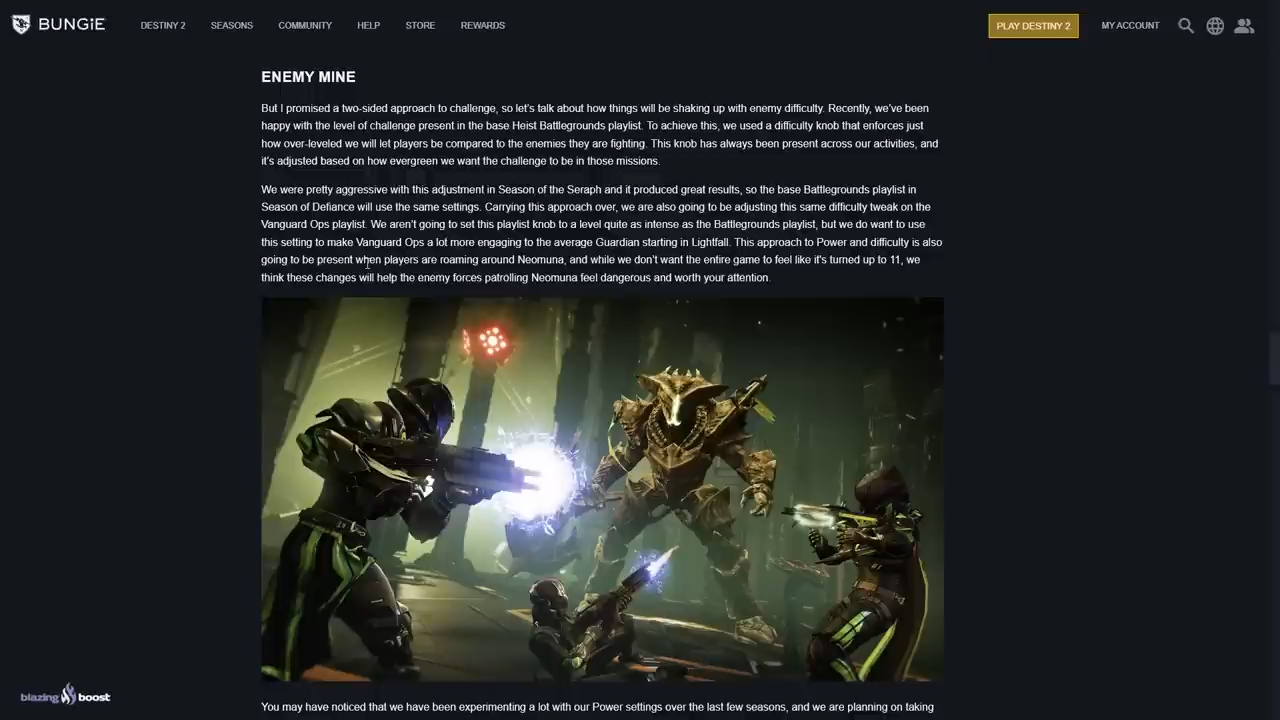 BUNGiE
DESTINY 2
SEASONS
COMMUNITY
HELP
STORE
REWARDS
PLAY DESTINY 2
MY ACCOUNT
ENEMY MINE
But I promised a two-sided approach to challenge, so let's talk about how things will be shaking up with enemy difficulty. Recently, we've been
happy with the level of challenge present in the base Heist Battlegrounds playlist. To achieve this, we used a difficulty knob that enforces just
how over-leveled we will let players be compared to the enemies they are fighting. This knob has always been present across our activities, and
it's adjusted based on how evergreen we want the challenge to be in those missions.
We were pretty aggressive with this adjustment in Season of the Seraph and it produced great results, so the base Battlegrounds playlist in
Season of Defiance will use the same settings. Carrying this approach over, we are also going to be adjusting this same difficulty tweak on the
Vanguard Ops playlist. We aren't going to set this playlist knob to a level quite as intense as the Battlegrounds playlist, but we do want to use
this setting to make Vanguard Ops a lot more engaging to the average Guardian starting in Lightfall. This approach to Power and difficulty is also
going to be present when players are roaming around Neomuna, and while we don't want the entire game to feel like it's turned up to 11, we
think these changes will help the enemy forces patrolling Neomuna feel dangerous and worth your attention.
blazing boost
You may have noticed that we have been experimenting a lot with our Power settings over the last few seasons, and we are planning on taking